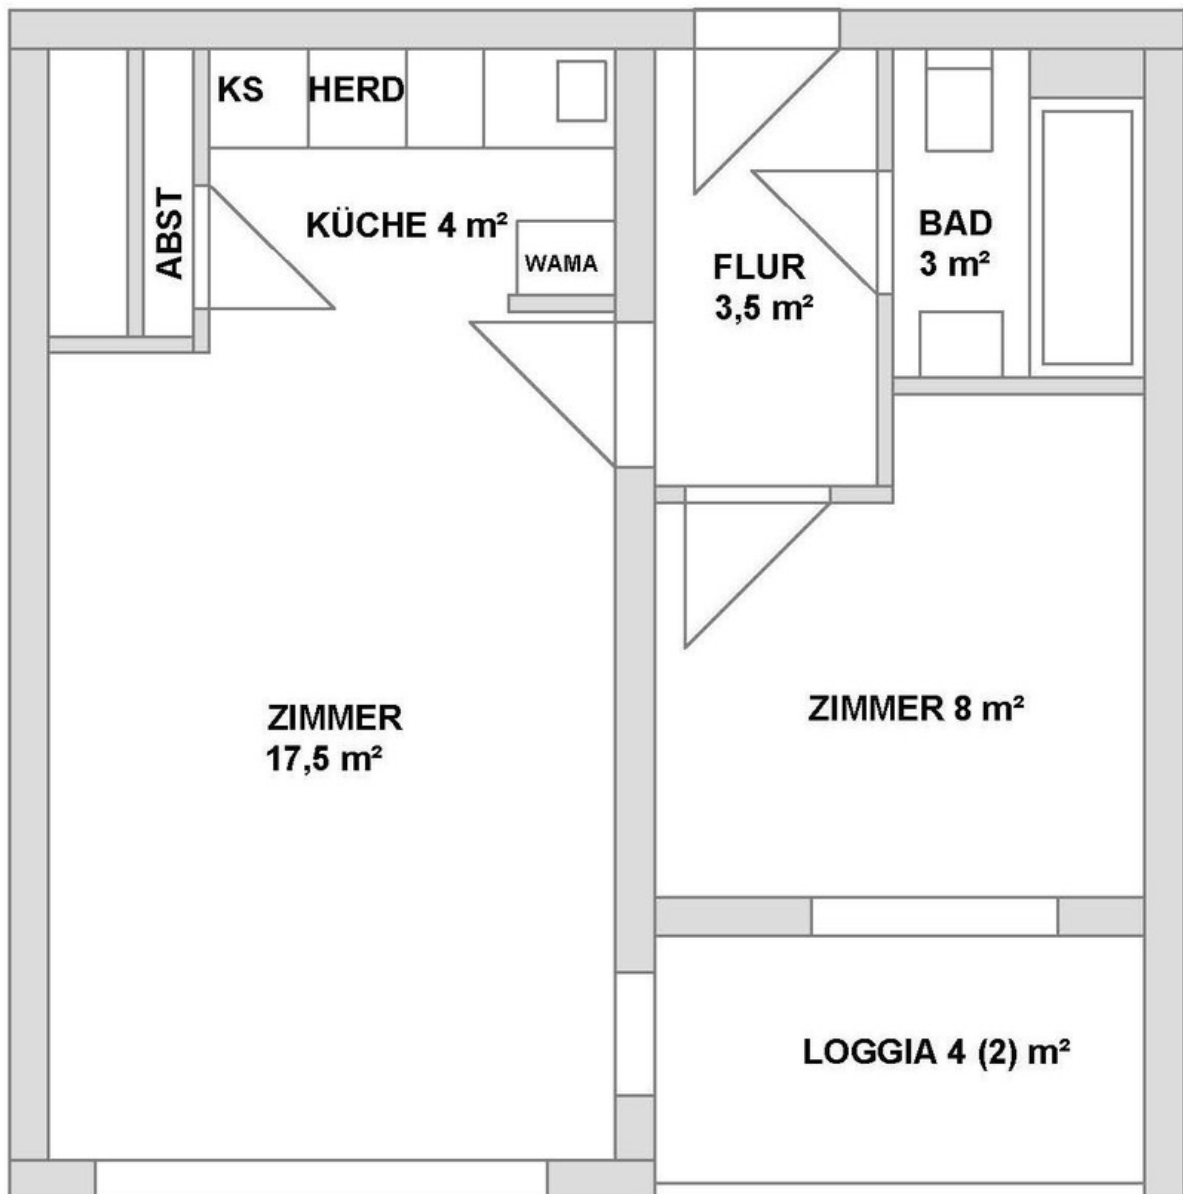 KS
HERD
ABST
KÜCHE 4 m²
WAMA
FLUR
3,5 m²
BAD
3 m²
ZIMMER
17,5 m²
ZIMMER 8 m²
LOGGIA 4 (2) m²